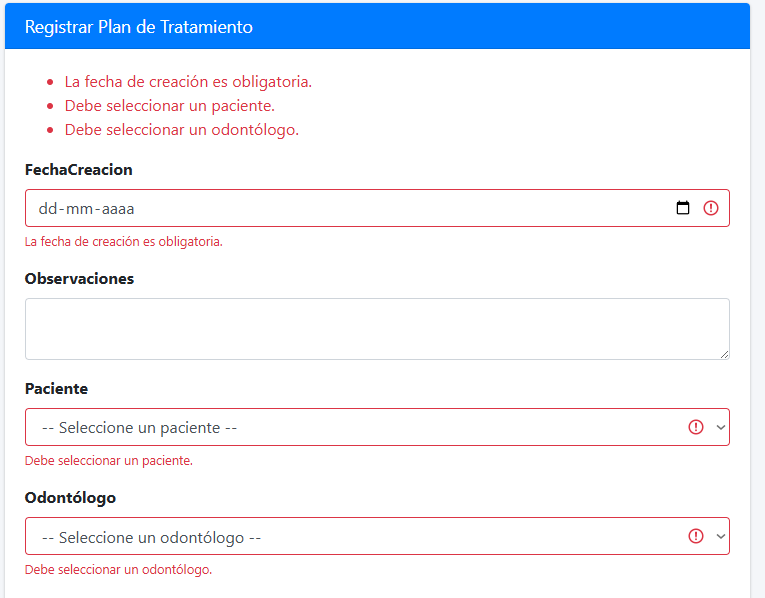 Registrar Plan de Tratamiento
La fecha de creación es obligatoria.
Debe seleccionar un paciente.
Debe seleccionar un odontólogo.
FechaCreacion
dd-mm-aaaa
La fecha de creación es obligatoria.
Observaciones
Paciente
-- Seleccione un paciente --
Debe seleccionar un paciente.
Odontólogo
-- Seleccione un odontólogo --
Debe seleccionar un odontólogo.